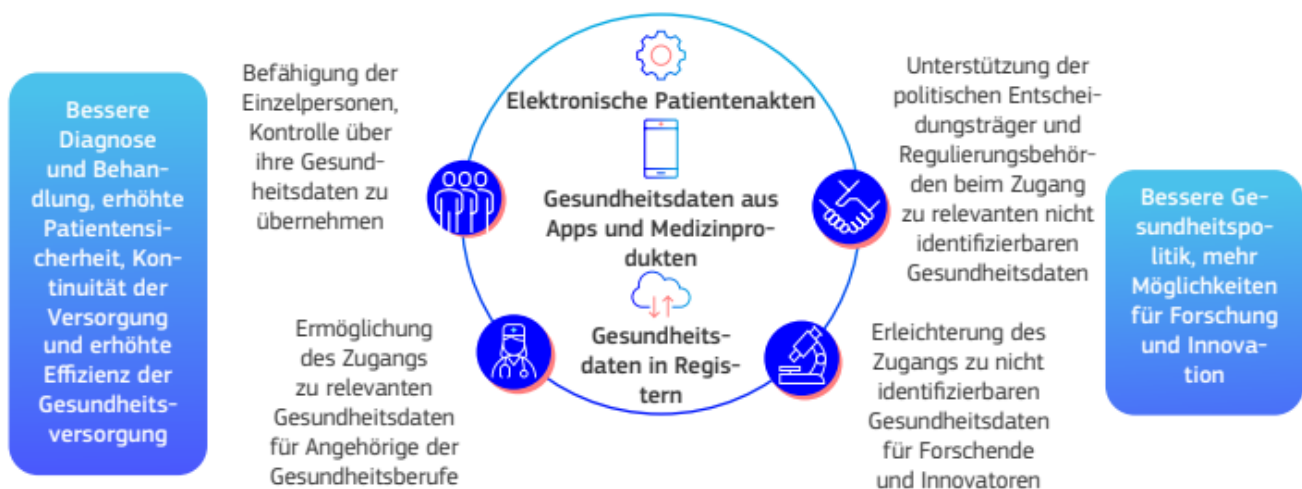 Bessere
Diagnose
und Behan-
dlung, erhöhte
Patientensi-
cherheit, Kon-
tinuität der
Versorgung
und erhöhte
Effizienz der
Gesundheits-
versorgung
Befähigung der
Einzelpersonen,
Kontrolle über
ihre Gesund-
heitsdaten zu
übernehmen
Ermöglichung
des Zugangs
zu relevanten
Gesundheitsdaten
für Angehörige der
Gesundheitsberufe
Elektronische Patientenakten
Gesundheitsdaten aus
Apps und Medizinpro-
dukten
Gesundheits-
daten in Regis-
tern
Unterstützung der
politischen Entschei-
dungsträger und
Regulierungsbehör-
den beim Zugang
zu relevanten nicht
identifizierbaren
Gesundheitsdaten
Erleichterung des
Zugangs zu nicht
identifizierbaren
Gesundheitsdaten
für Forschende
und Innovatoren
Bessere Ge-
sundheitspo-
litik, mehr
Möglichkeiten
für Forschung
und Innova-
tion